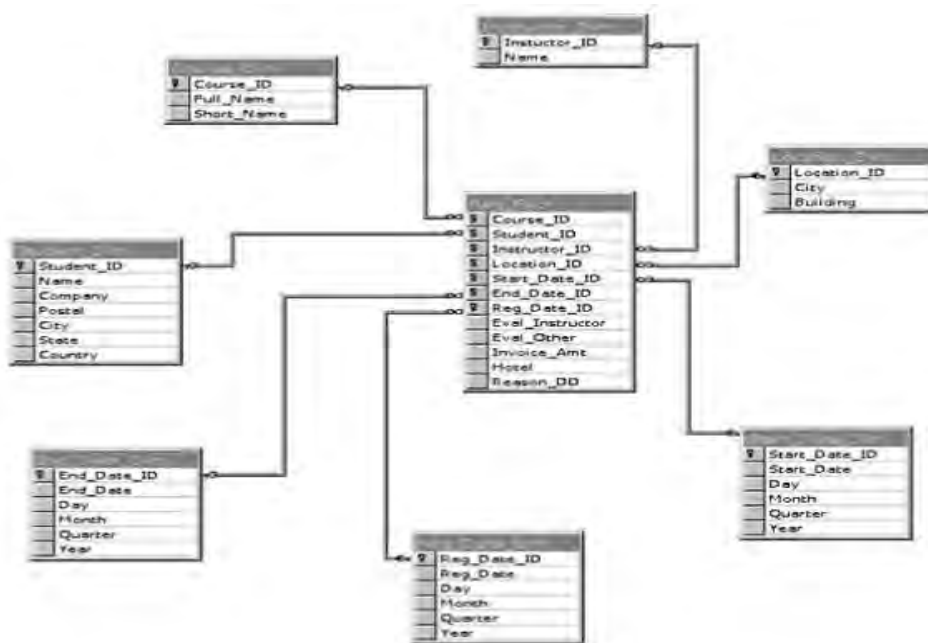 Instuctor_ID
Name
Course_ID
Full_Name
Short_Name
Location_ID
City
Building
Course_ID
Student_ID
Instructor_ID
Location_ID
Start_Date_ID
End_Date_ID
Reg_Date_ID
Eval_Instructor
Eval_Other
Invoice_Amt
Hotel
Reason_DD
Student_ID
Name
Company
Postal
City
State
Country
End_Date_ID
End_Date
Day
Month
Quarter
Year
Start_Date_ID
Start_Date
Day
Month
Quarter
Year
Reg_Date_ID
Reg_Date
Day
Month
Quarter
Year